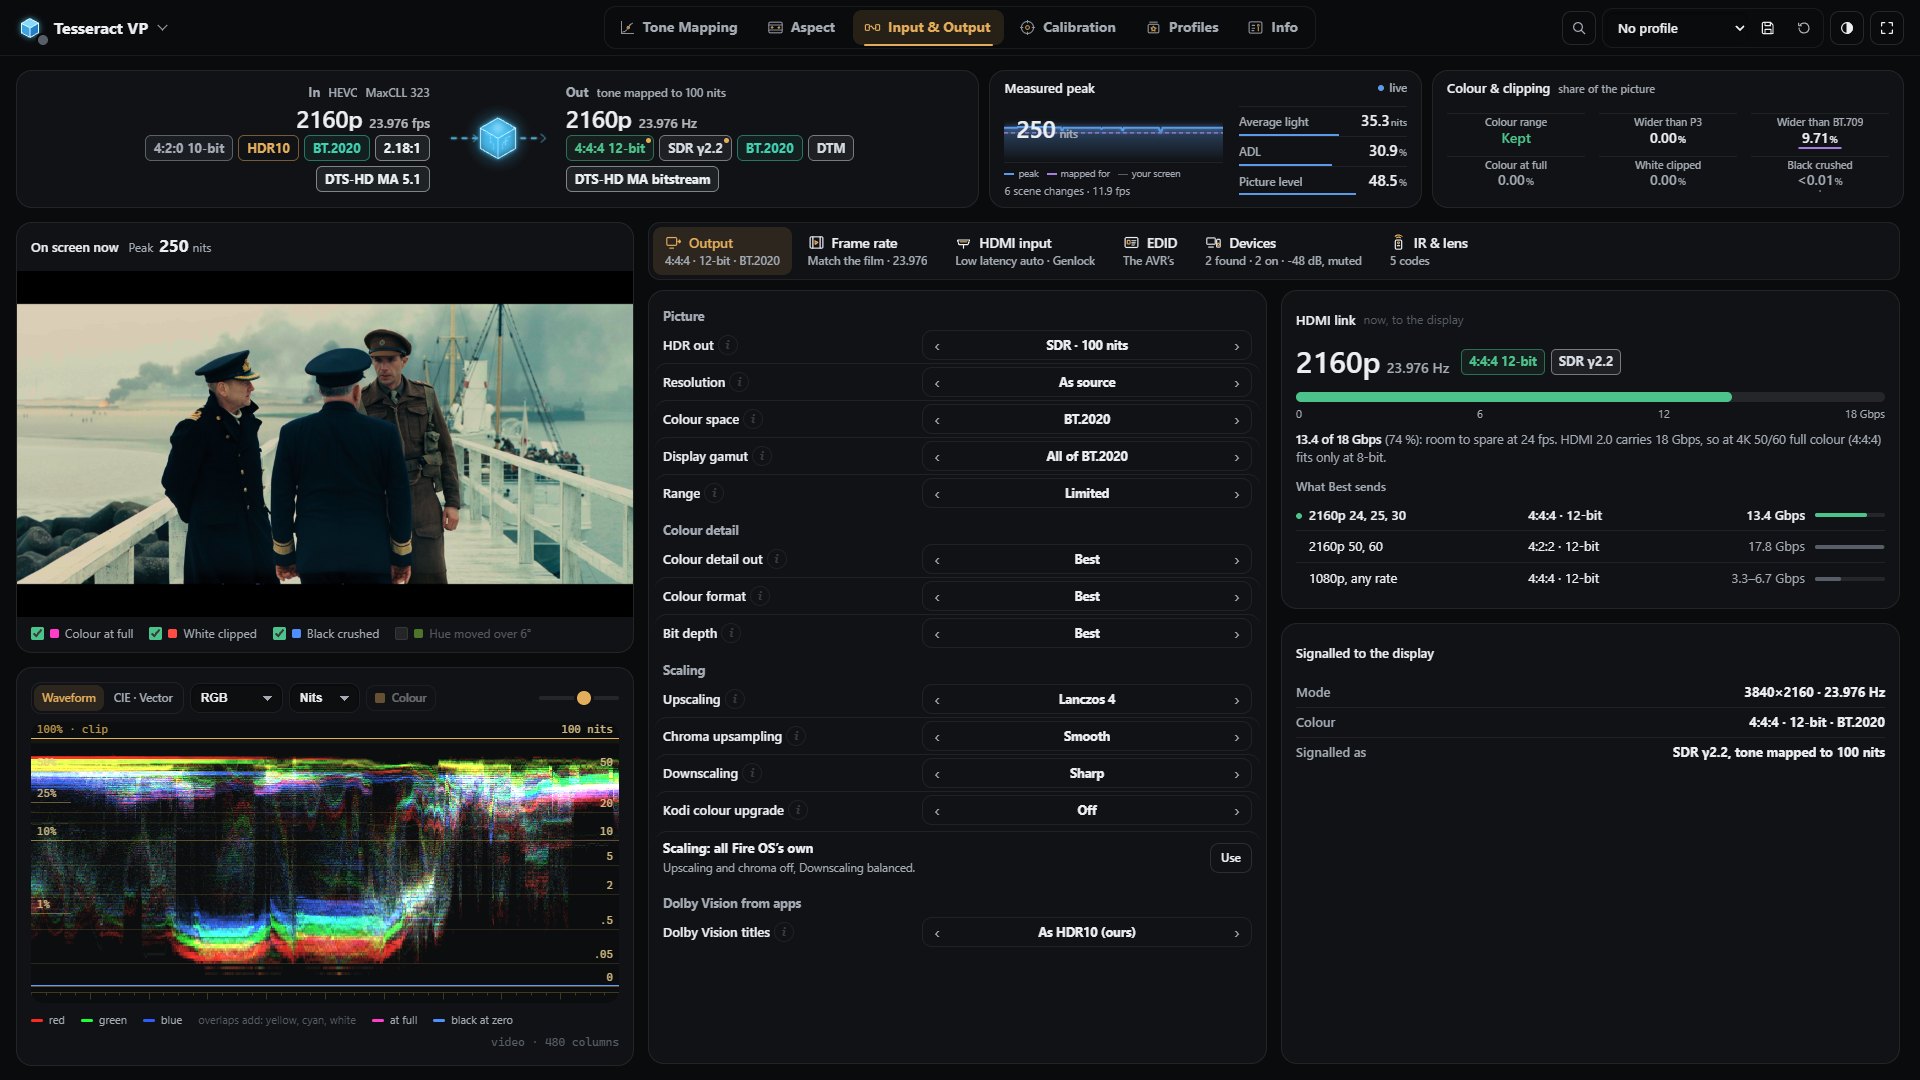 Tesseract VP
Tone Mapping
Aspect
Input & Output
Calibration
Profiles
Info
No profile
In HEVC MaxCLL 323
2160p 23.976 fps
4:2:0 10-bit HDR10 BT.2020 2.18:1
DTS-HD MA 5.1
Out tone mapped to 100 nits
2160p 23.976 Hz
4:4:4 12-bit SDR γ2.2 BT.2020 DTM
DTS-HD MA bitstream
Measured peak live
250 nits
peak mapped for your screen
6 scene changes · 11.9 fps
Average light 35.3 nits
ADL 30.9 %
Picture level 48.5 %
Colour & clipping share of the picture
Colour range Wider than P3 Wider than BT.709
Kept 0.00 % 9.71 %
Colour at full White clipped Black crushed
0.00 % 0.00 % <0.01 %
On screen now Peak 250 nits
Colour at full White clipped Black crushed Hue moved over 6°
Waveform CIE · Vector RGB Nits Colour
100% · clip 100 nits
50
25%
20
10% 10
5
2
1%
.5
.05
0
red green blue overlaps add: yellow, cyan, white at full black at zero
video · 480 columns
Output
4:4:4 · 12-bit · BT.2020
Frame rate
Match the film · 23.976
HDMI input
Low latency auto · Genlock
EDID
The AVR's
Devices
2 found · 2 on · -48 dB, muted
IR & lens
5 codes
Picture
HDR out i ‹ SDR · 100 nits ›
Resolution i ‹ As source ›
Colour space i ‹ BT.2020 ›
Display gamut i ‹ All of BT.2020 ›
Range i ‹ Limited ›
Colour detail
Colour detail out i ‹ Best ›
Colour format i ‹ Best ›
Bit depth i ‹ Best ›
Scaling
Upscaling i ‹ Lanczos 4 ›
Chroma upsampling i ‹ Smooth ›
Downscaling i ‹ Sharp ›
Kodi colour upgrade i ‹ Off ›
Scaling: all Fire OS's own
Upscaling and chroma off, Downscaling balanced.
Use
Dolby Vision from apps
Dolby Vision titles i ‹ As HDR10 (ours) ›
HDMI link now, to the display
2160p 23.976 Hz 4:4:4 12-bit SDR γ2.2
0 6 12 18 Gbps
13.4 of 18 Gbps (74 %): room to spare at 24 fps. HDMI 2.0 carries 18 Gbps, so at 4K 50/60 full colour (4:4:4)
fits only at 8-bit.
What Best sends
2160p 24, 25, 30 4:4:4 · 12-bit 13.4 Gbps
2160p 50, 60 4:2:2 · 12-bit 17.8 Gbps
1080p, any rate 4:4:4 · 12-bit 3.3–6.7 Gbps
Signalled to the display
Mode 3840×2160 · 23.976 Hz
Colour 4:4:4 · 12-bit · BT.2020
Signalled as SDR γ2.2, tone mapped to 100 nits